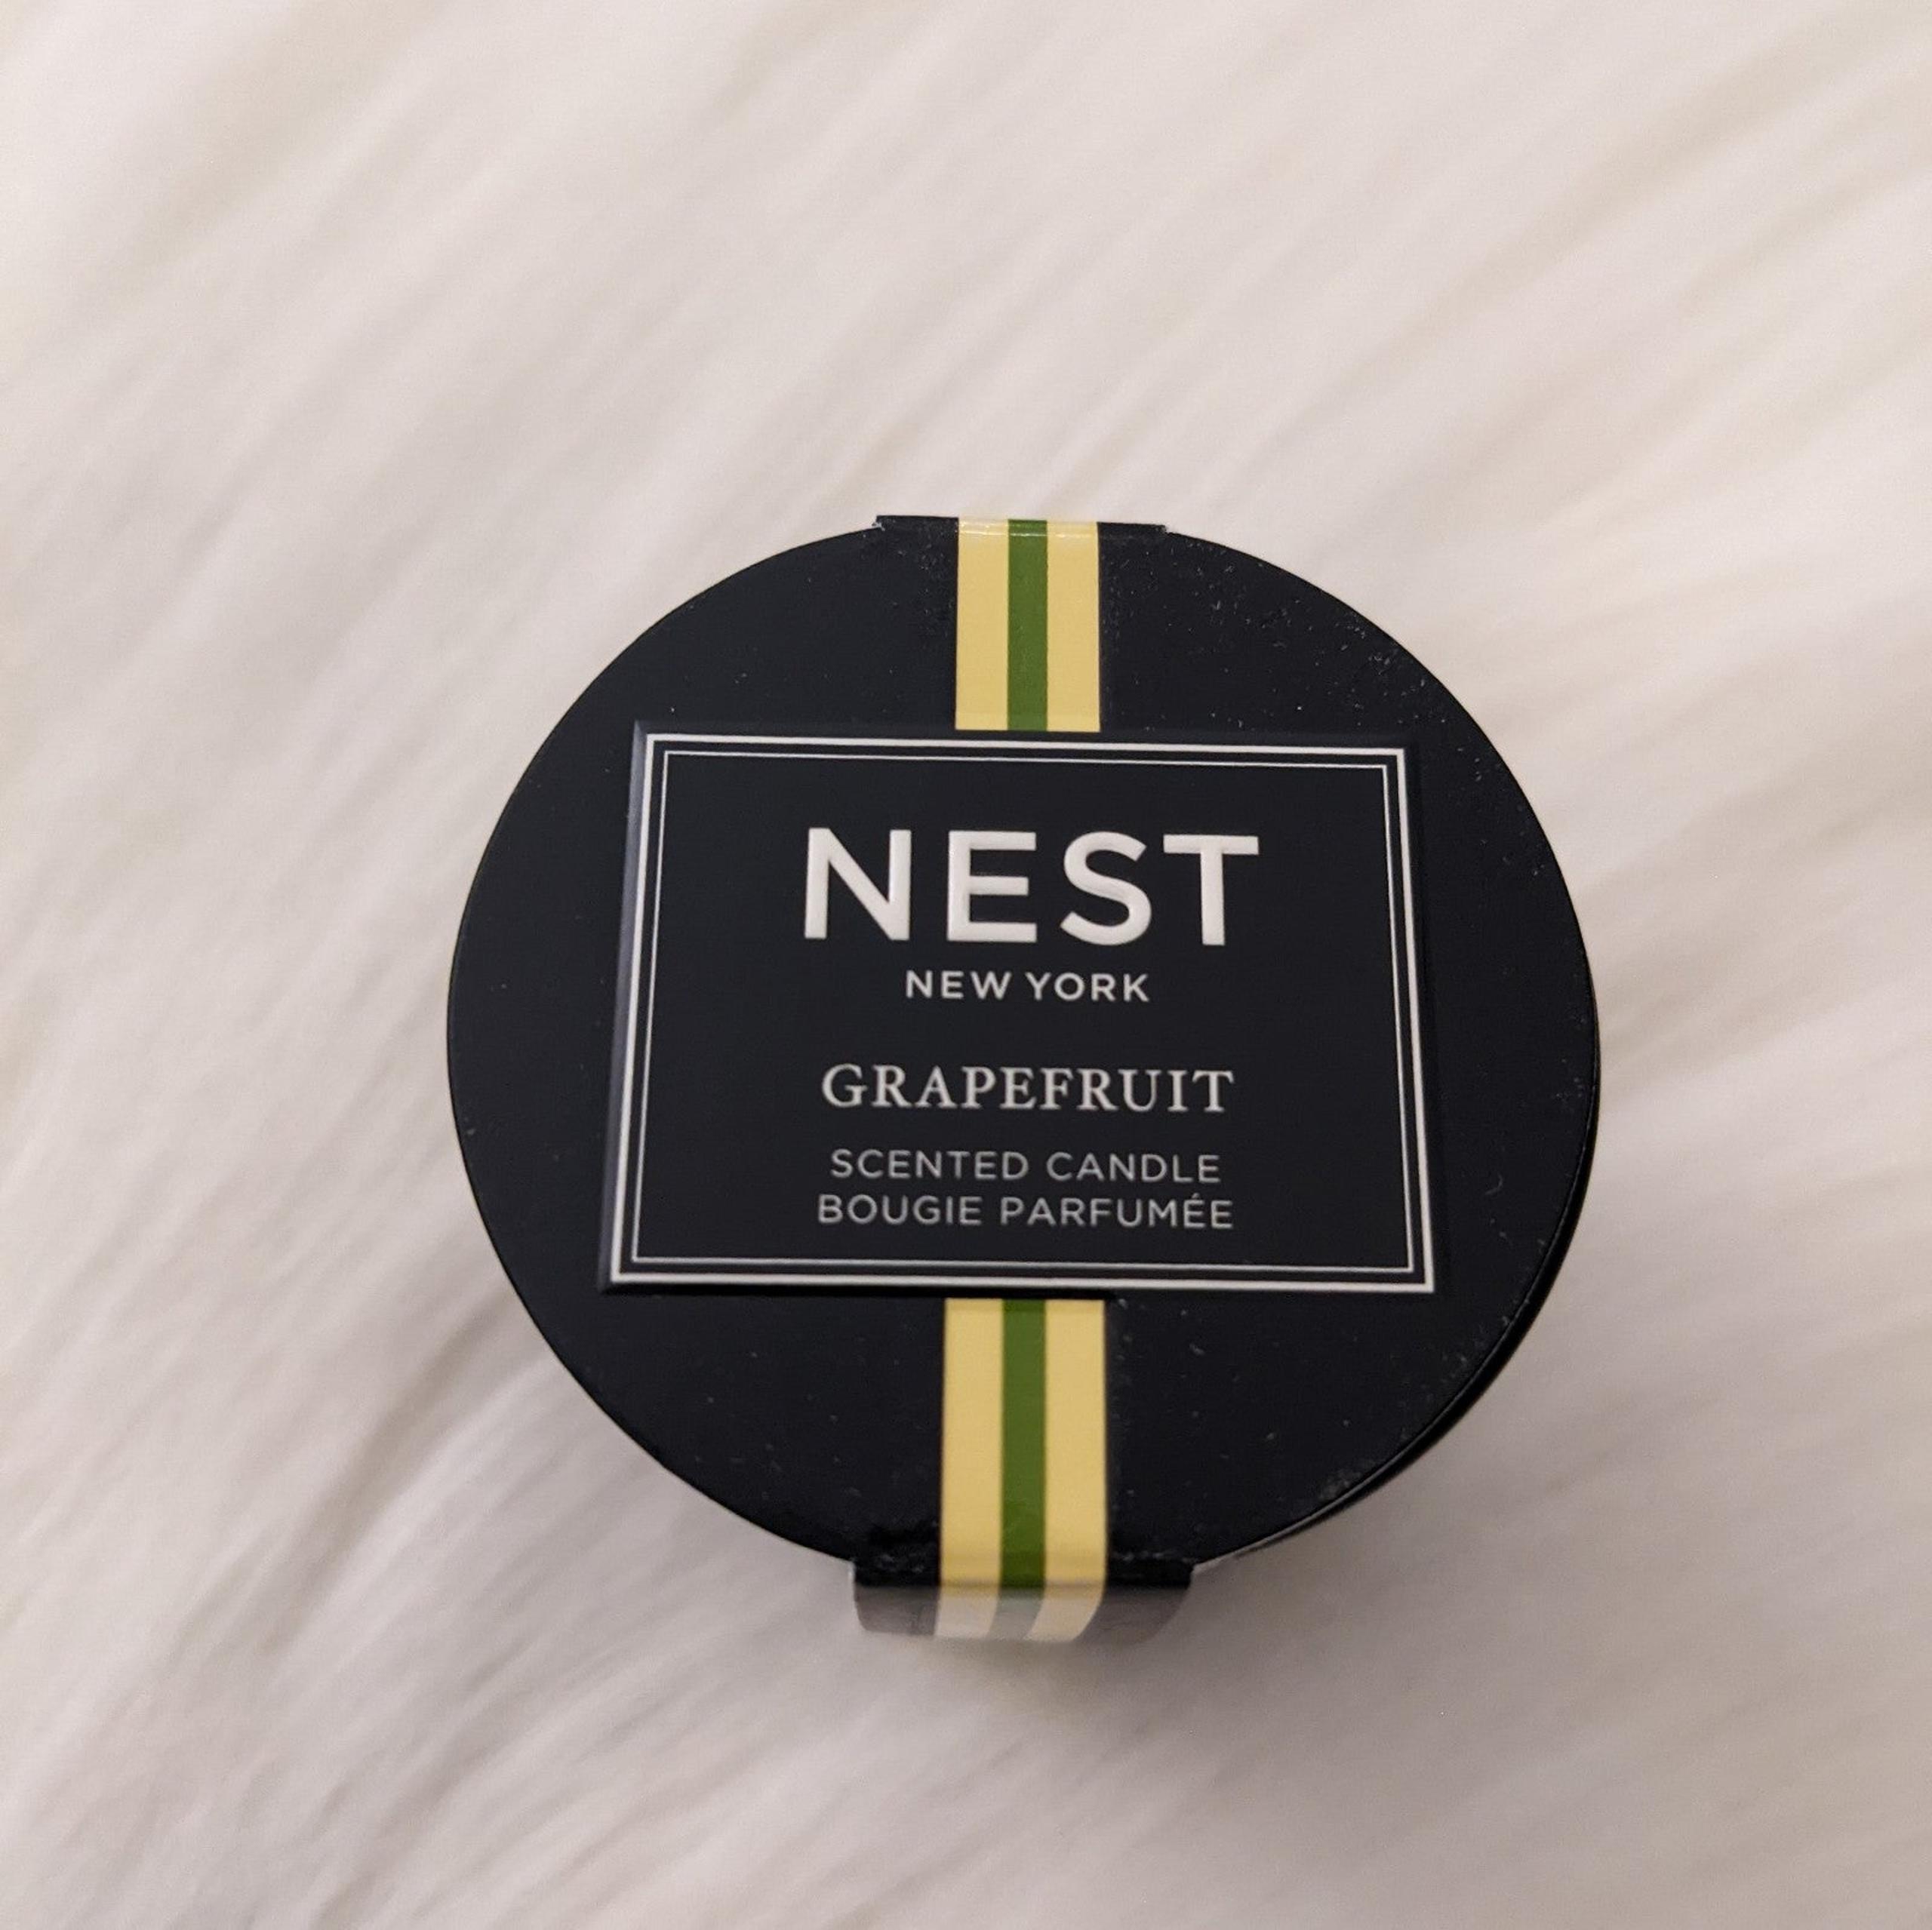 NEST
NEW YORK
GRAPEFRUIT
SCENTED CANDLE
BOUGIE PARFUMÉE